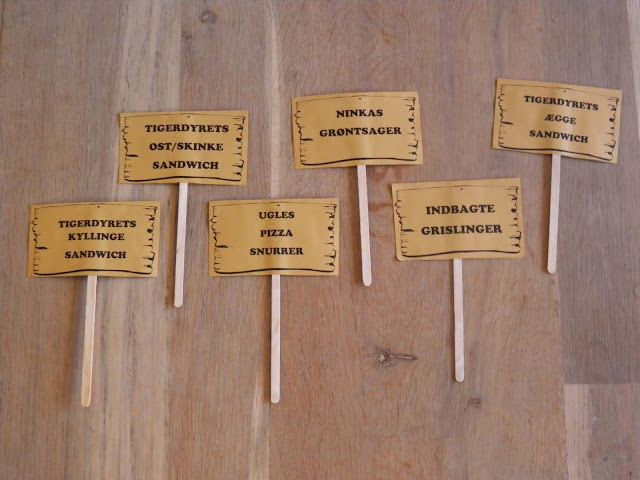 TIGERDYRETS
OST/SKINKE
SANDWICH
NINKAS
GRØNTSAGER
TIGERDYRETS
ÆGGE
SANDWICH
TIGERDYRETS
KYLLINGE
SANDWICH
UGLES
PIZZA
SNURRER
INDBAGTE
GRISLINGER